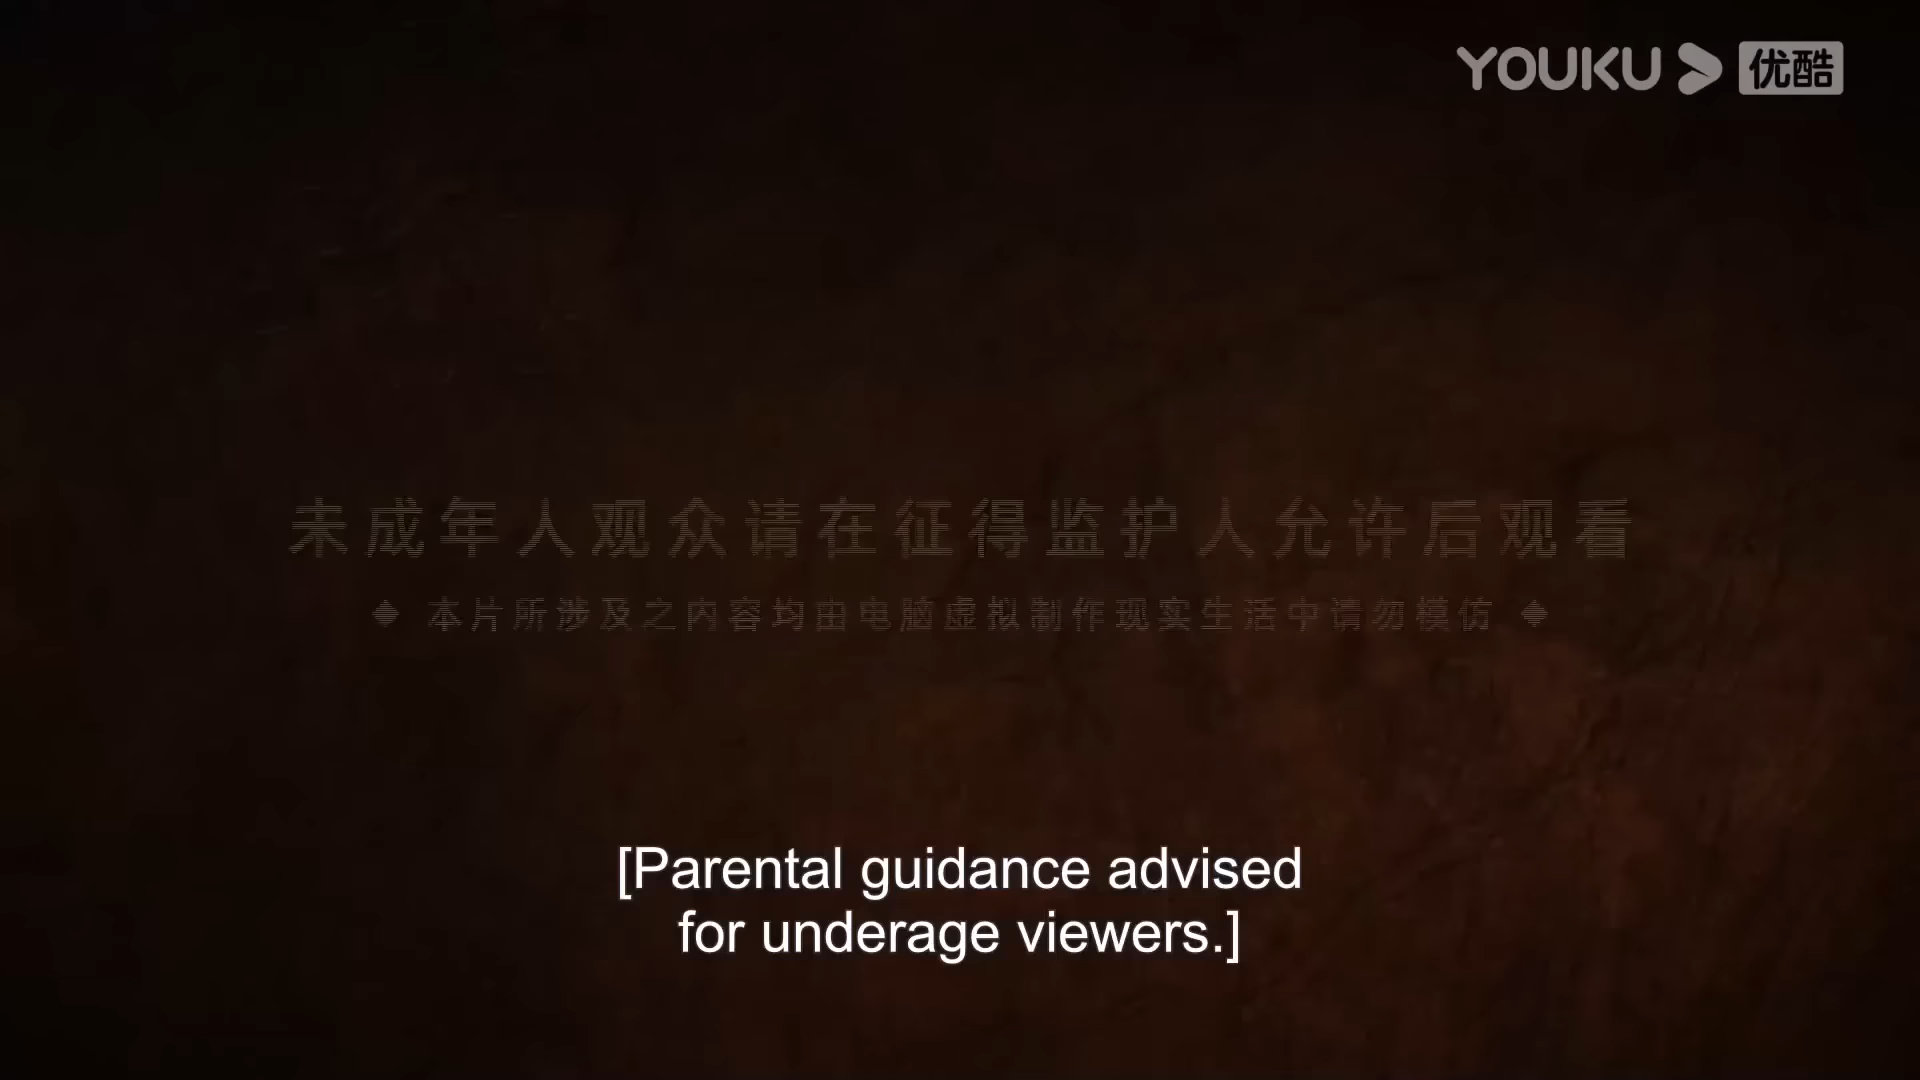 YOUKU 优酷
未成年人观众请在征得监护人允许后观看
◆ 本片所涉及之内容均由电脑虚拟制作现实生活中请勿模仿 ◆
[Parental guidance advised
for underage viewers.]